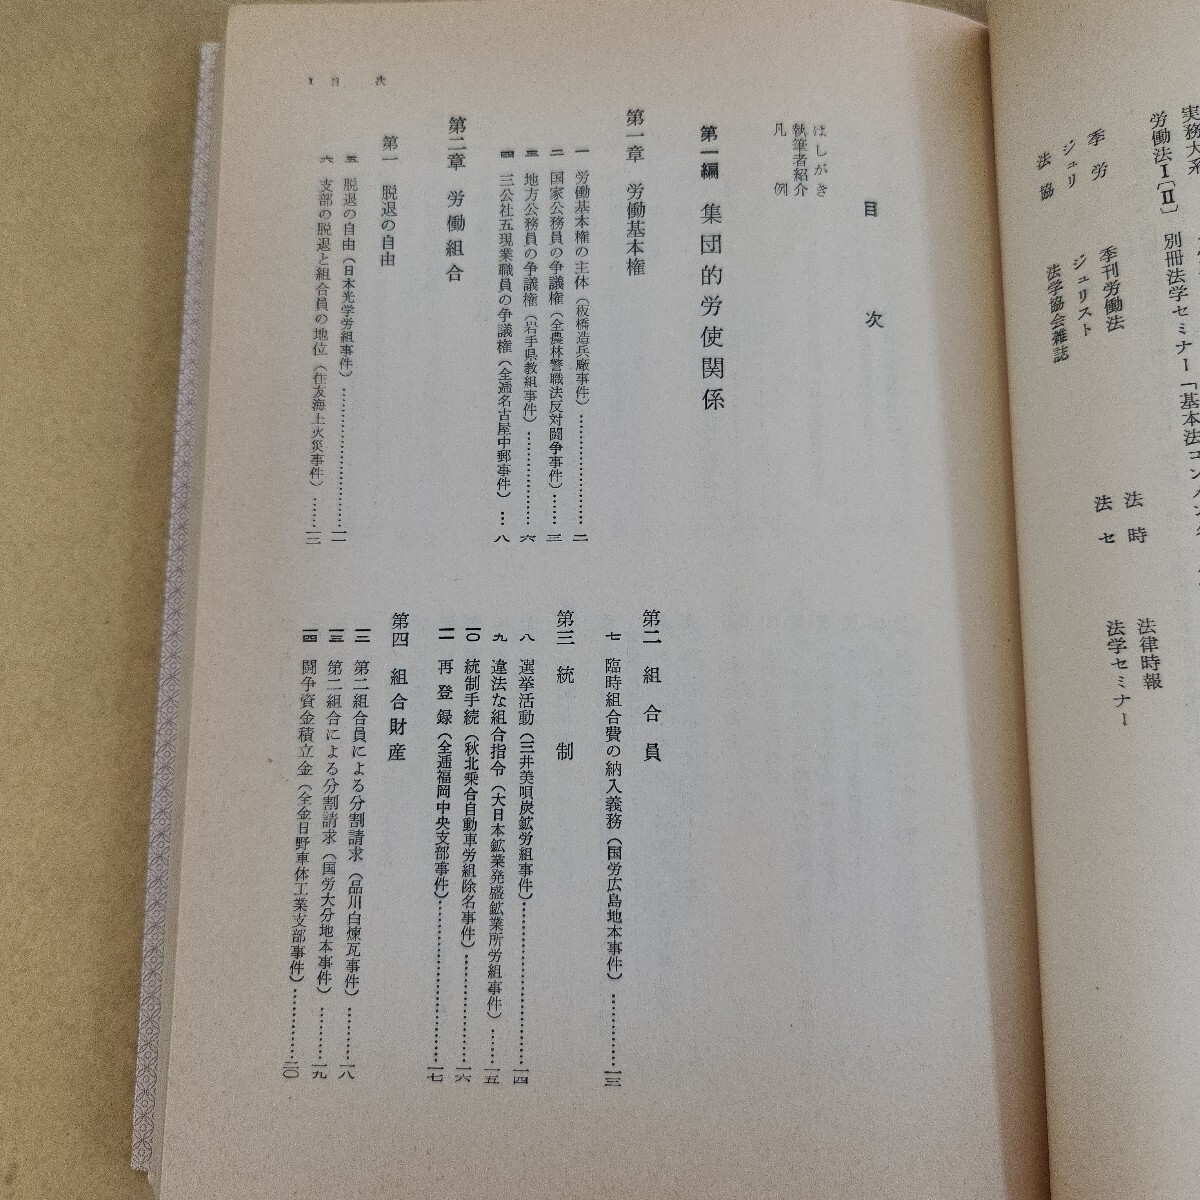 実務大系
労働法Ⅰ〔Ⅱ〕　別冊法学セミナー「基本法コン
季労　季刊労働法
ジュリ　ジュリスト
法協　法学協会雑誌
法時　法律時報
法セ　法学セミナー
目次
はしがき
執筆者紹介
凡例
第一編　集団的労使関係
第一章　労働基本権
一　労働基本権の主体（板橋造兵廠事件）……………………二
二　国家公務員の争議権（全農林警職法反対闘争事件）……三
三　地方公務員の争議権（岩手県教組事件）………………六
四　三公社五現業職員の争議権（全逓名古屋中郵事件）…八
第二章　労働組合
第一　脱退の自由
五　脱退の自由（日本光学労組事件）……………………一一
六　支部の脱退と組合員の地位（住友海上火災事件）……一三
第二　組合員
七　臨時組合費の納入義務（国労広島地本事件）…………一三
第三　統制
八　選挙活動（三井美唄炭鉱労組事件）……………………一四
九　違法な組合指令（大日本鉱業発盛鉱業所労組事件）……一五
一〇　統制手続（秋北乗合自動車労組除名事件）……………一六
一一　再登録（全逓福岡中央支部事件）……………………一七
第四　組合財産
一二　第二組合員による分割請求（品川白煉瓦事件）………一八
一三　第二組合による分割請求（国労大分地本事件）………一九
一四　闘争資金積立金（全金日野車体工業支部事件）…………二〇
1　目次